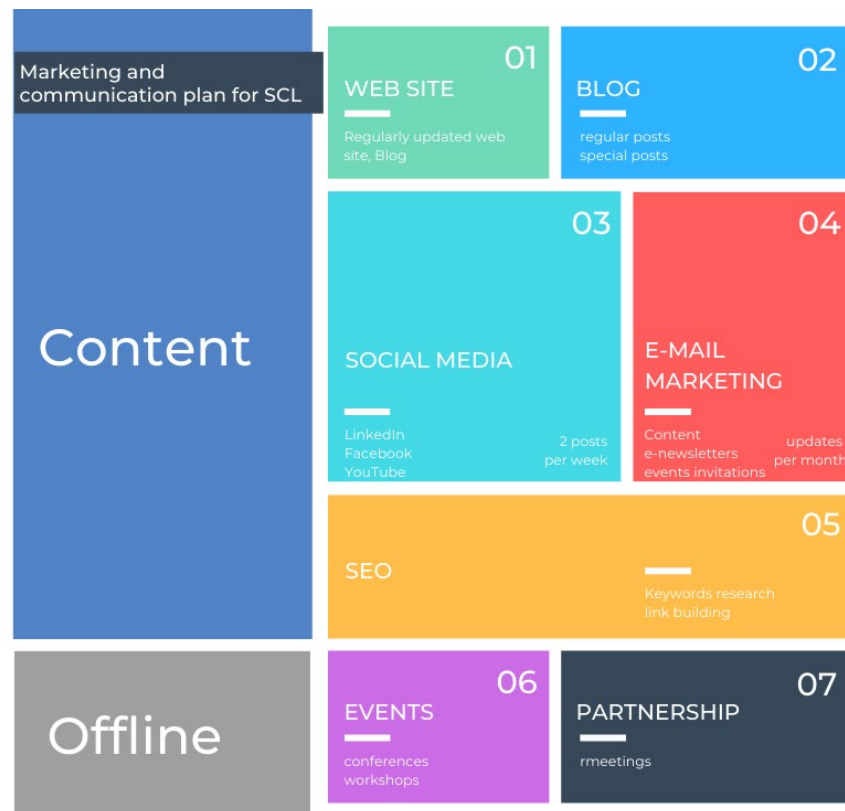 Marketing and
communication plan for SCL
Content
01
WEB SITE
Regularly updated web
site, Blog
02
BLOG
regular posts
special posts
03
SOCIAL MEDIA
LinkedIn
Facebook
YouTube
2 posts
per week
04
E-MAIL
MARKETING
Content
e-newsletters
events invitations
updates
per month
05
SEO
Keywords research
link building
Offline
06
EVENTS
conferences
workshops
07
PARTNERSHIP
rmeetings